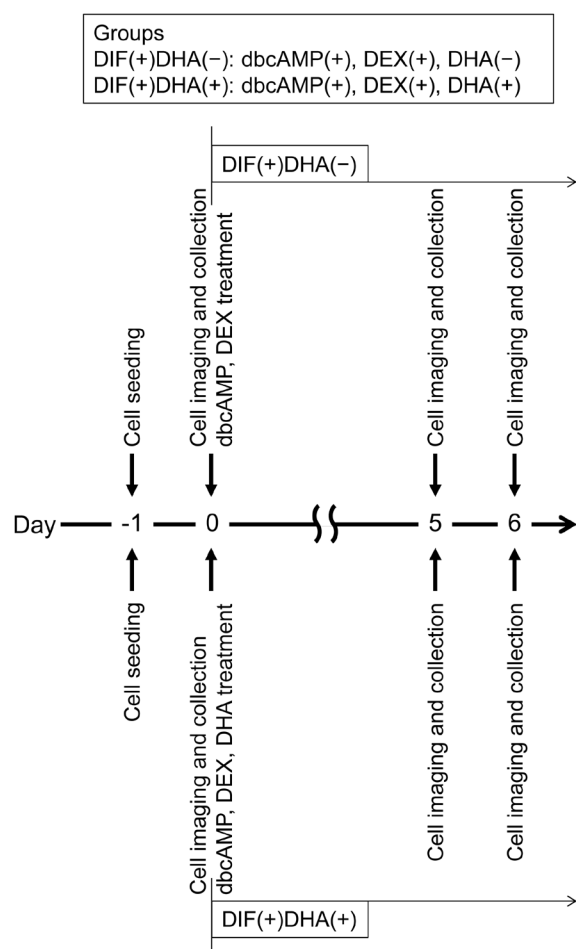 Groups
DIF(+)DHA(−): dbcAMP(+), DEX(+), DHA(−)
DIF(+)DHA(+): dbcAMP(+), DEX(+), DHA(+)
DIF(+)DHA(−)
Cell seeding
Cell imaging and collection
dbcAMP, DEX treatment
Cell imaging and collection
Cell imaging and collection
Day -1 0 5 6
Cell seeding
Cell imaging and collection
dbcAMP, DEX, DHA treatment
Cell imaging and collection
Cell imaging and collection
DIF(+)DHA(+)